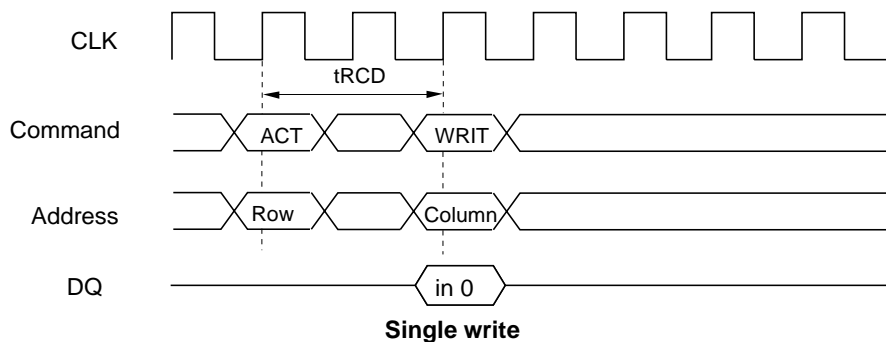 CLK
tRCD
Command ACT WRIT
Address Row Column
DQ in 0
Single write